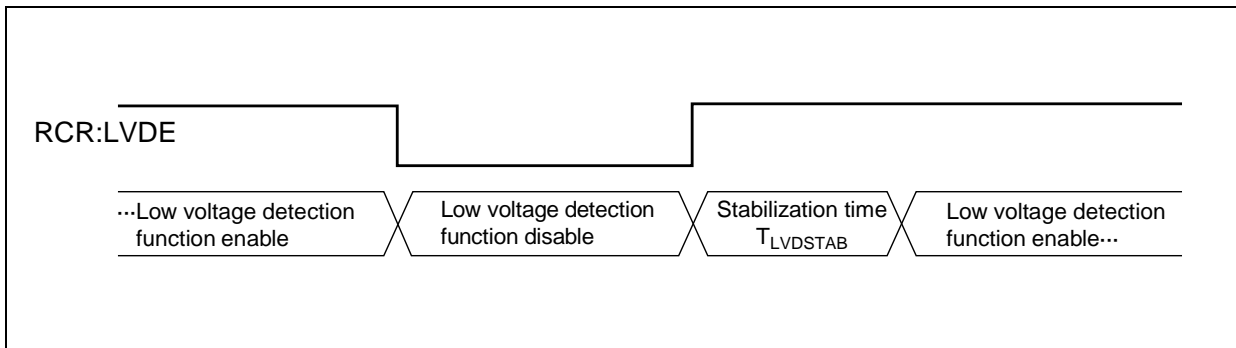 RCR:LVDE
···Low voltage detection
function enable
Low voltage detection
function disable
Stabilization time
TLVDSTAB
Low voltage detection
function enable···